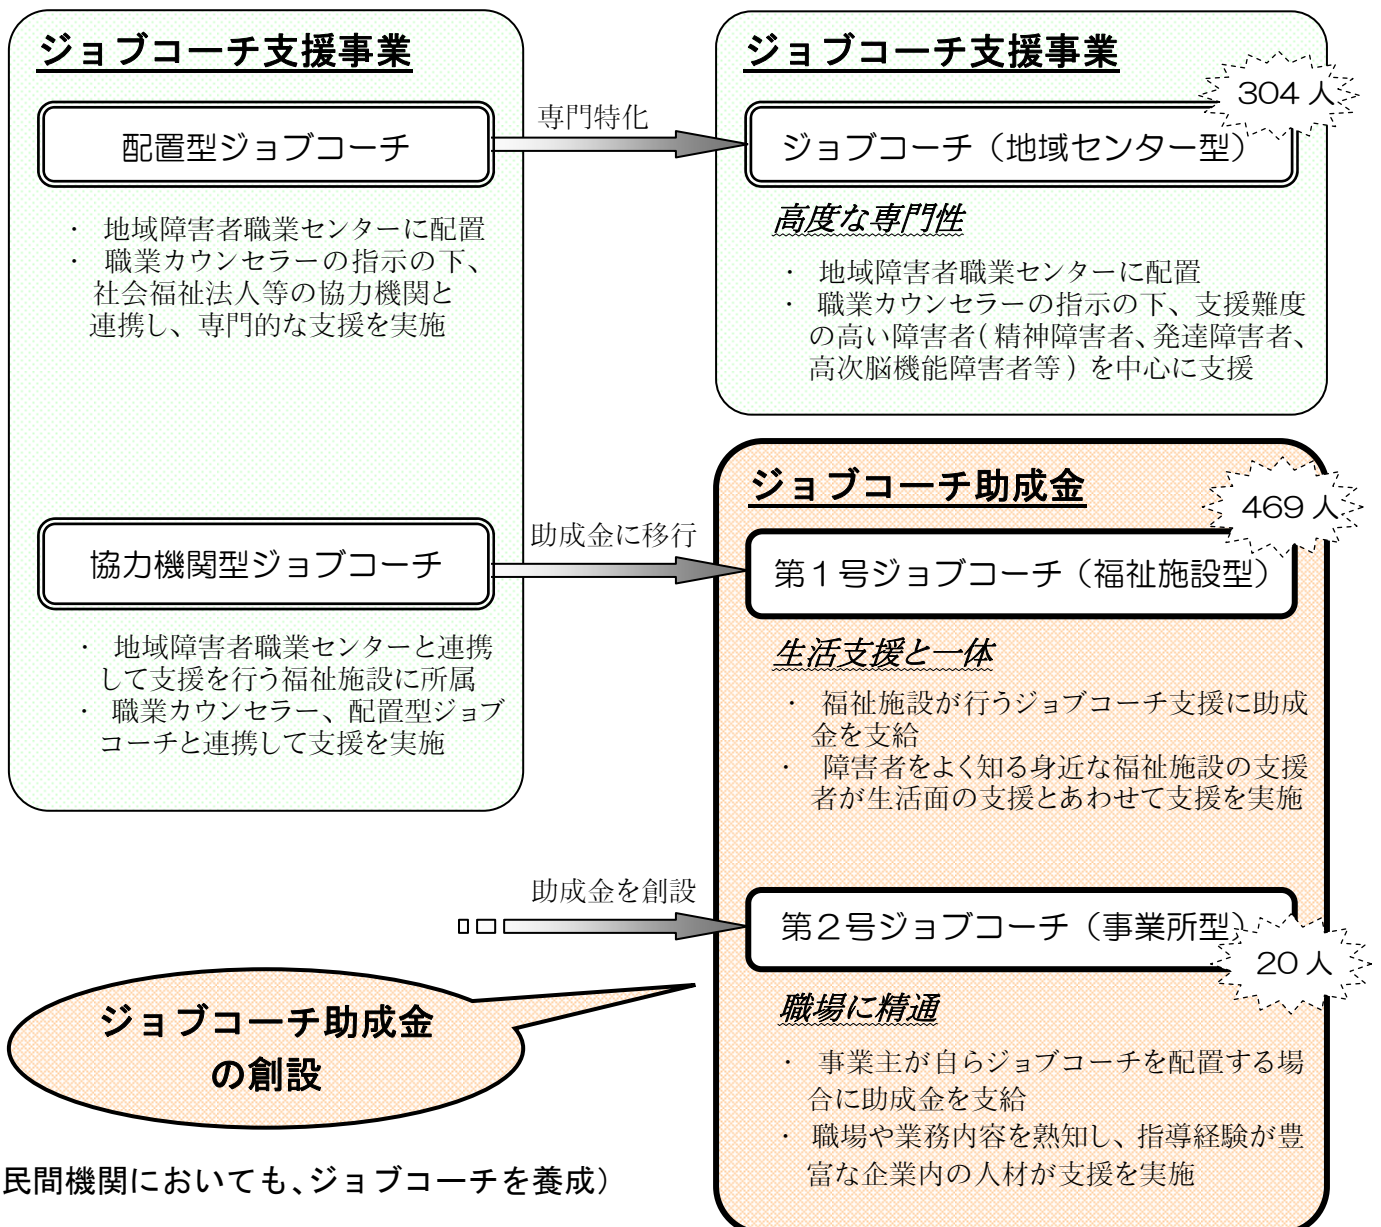 ジョブコーチ支援事業
配置型ジョブコーチ
・ 地域障害者職業センターに配置
・ 職業カウンセラーの指示の下、
社会福祉法人等の協力機関と
連携し、専門的な支援を実施
協力機関型ジョブコーチ
・ 地域障害者職業センターと連携
して支援を行う福祉施設に所属
・ 職業カウンセラー、配置型ジョブ
コーチと連携して支援を実施
専門特化
助成金に移行
助成金を創設
ジョブコーチ支援事業
304 人
ジョブコーチ（地域センター型）
高度な専門性
・ 地域障害者職業センターに配置
・ 職業カウンセラーの指示の下、支援難度
の高い障害者(精神障害者、発達障害者、
高次脳機能障害者等)を中心に支援
ジョブコーチ助成金
469 人
第１号ジョブコーチ（福祉施設型）
生活支援と一体
・ 福祉施設が行うジョブコーチ支援に助成
金を支給
・ 障害者をよく知る身近な福祉施設の支援
者が生活面の支援とあわせて支援を実施
第２号ジョブコーチ（事業所型）
20 人
職場に精通
・ 事業主が自らジョブコーチを配置する場
合に助成金を支給
・ 職場や業務内容を熟知し、指導経験が豊
富な企業内の人材が支援を実施
ジョブコーチ助成金
の創設
民間機関においても、ジョブコーチを養成）